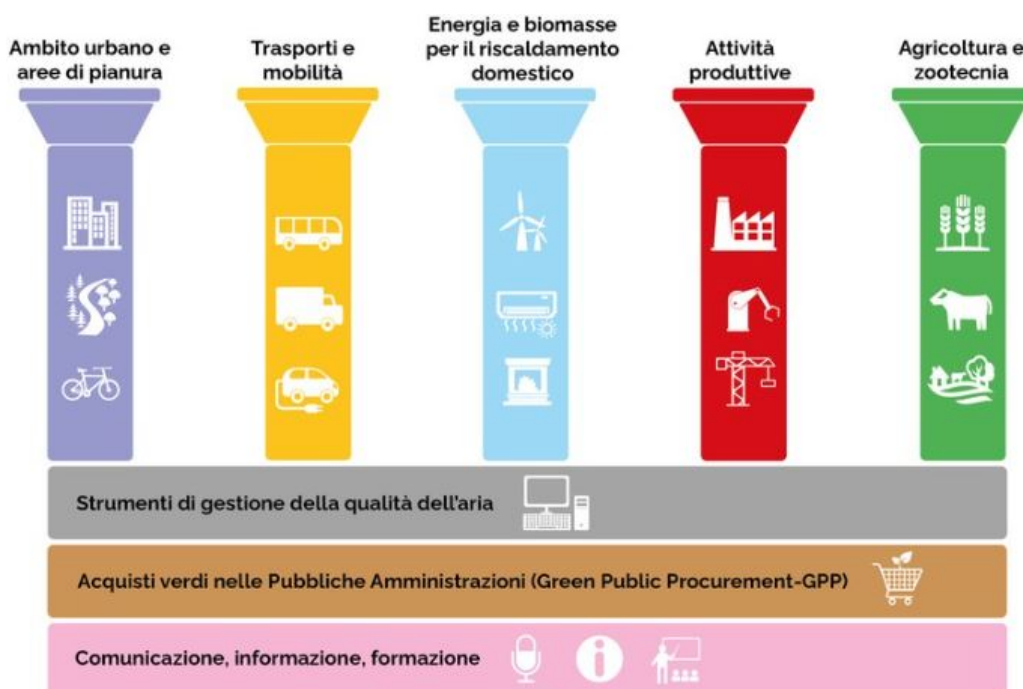 Ambito urbano e
aree di pianura
Trasporti e
mobilità
Energia e biomasse
per il riscaldamento
domestico
Attività
produttive
Agricoltura e
zootecnia
Strumenti di gestione della qualità dell'aria
Acquisti verdi nelle Pubbliche Amministrazioni (Green Public Procurement-GPP)
Comunicazione, informazione, formazione